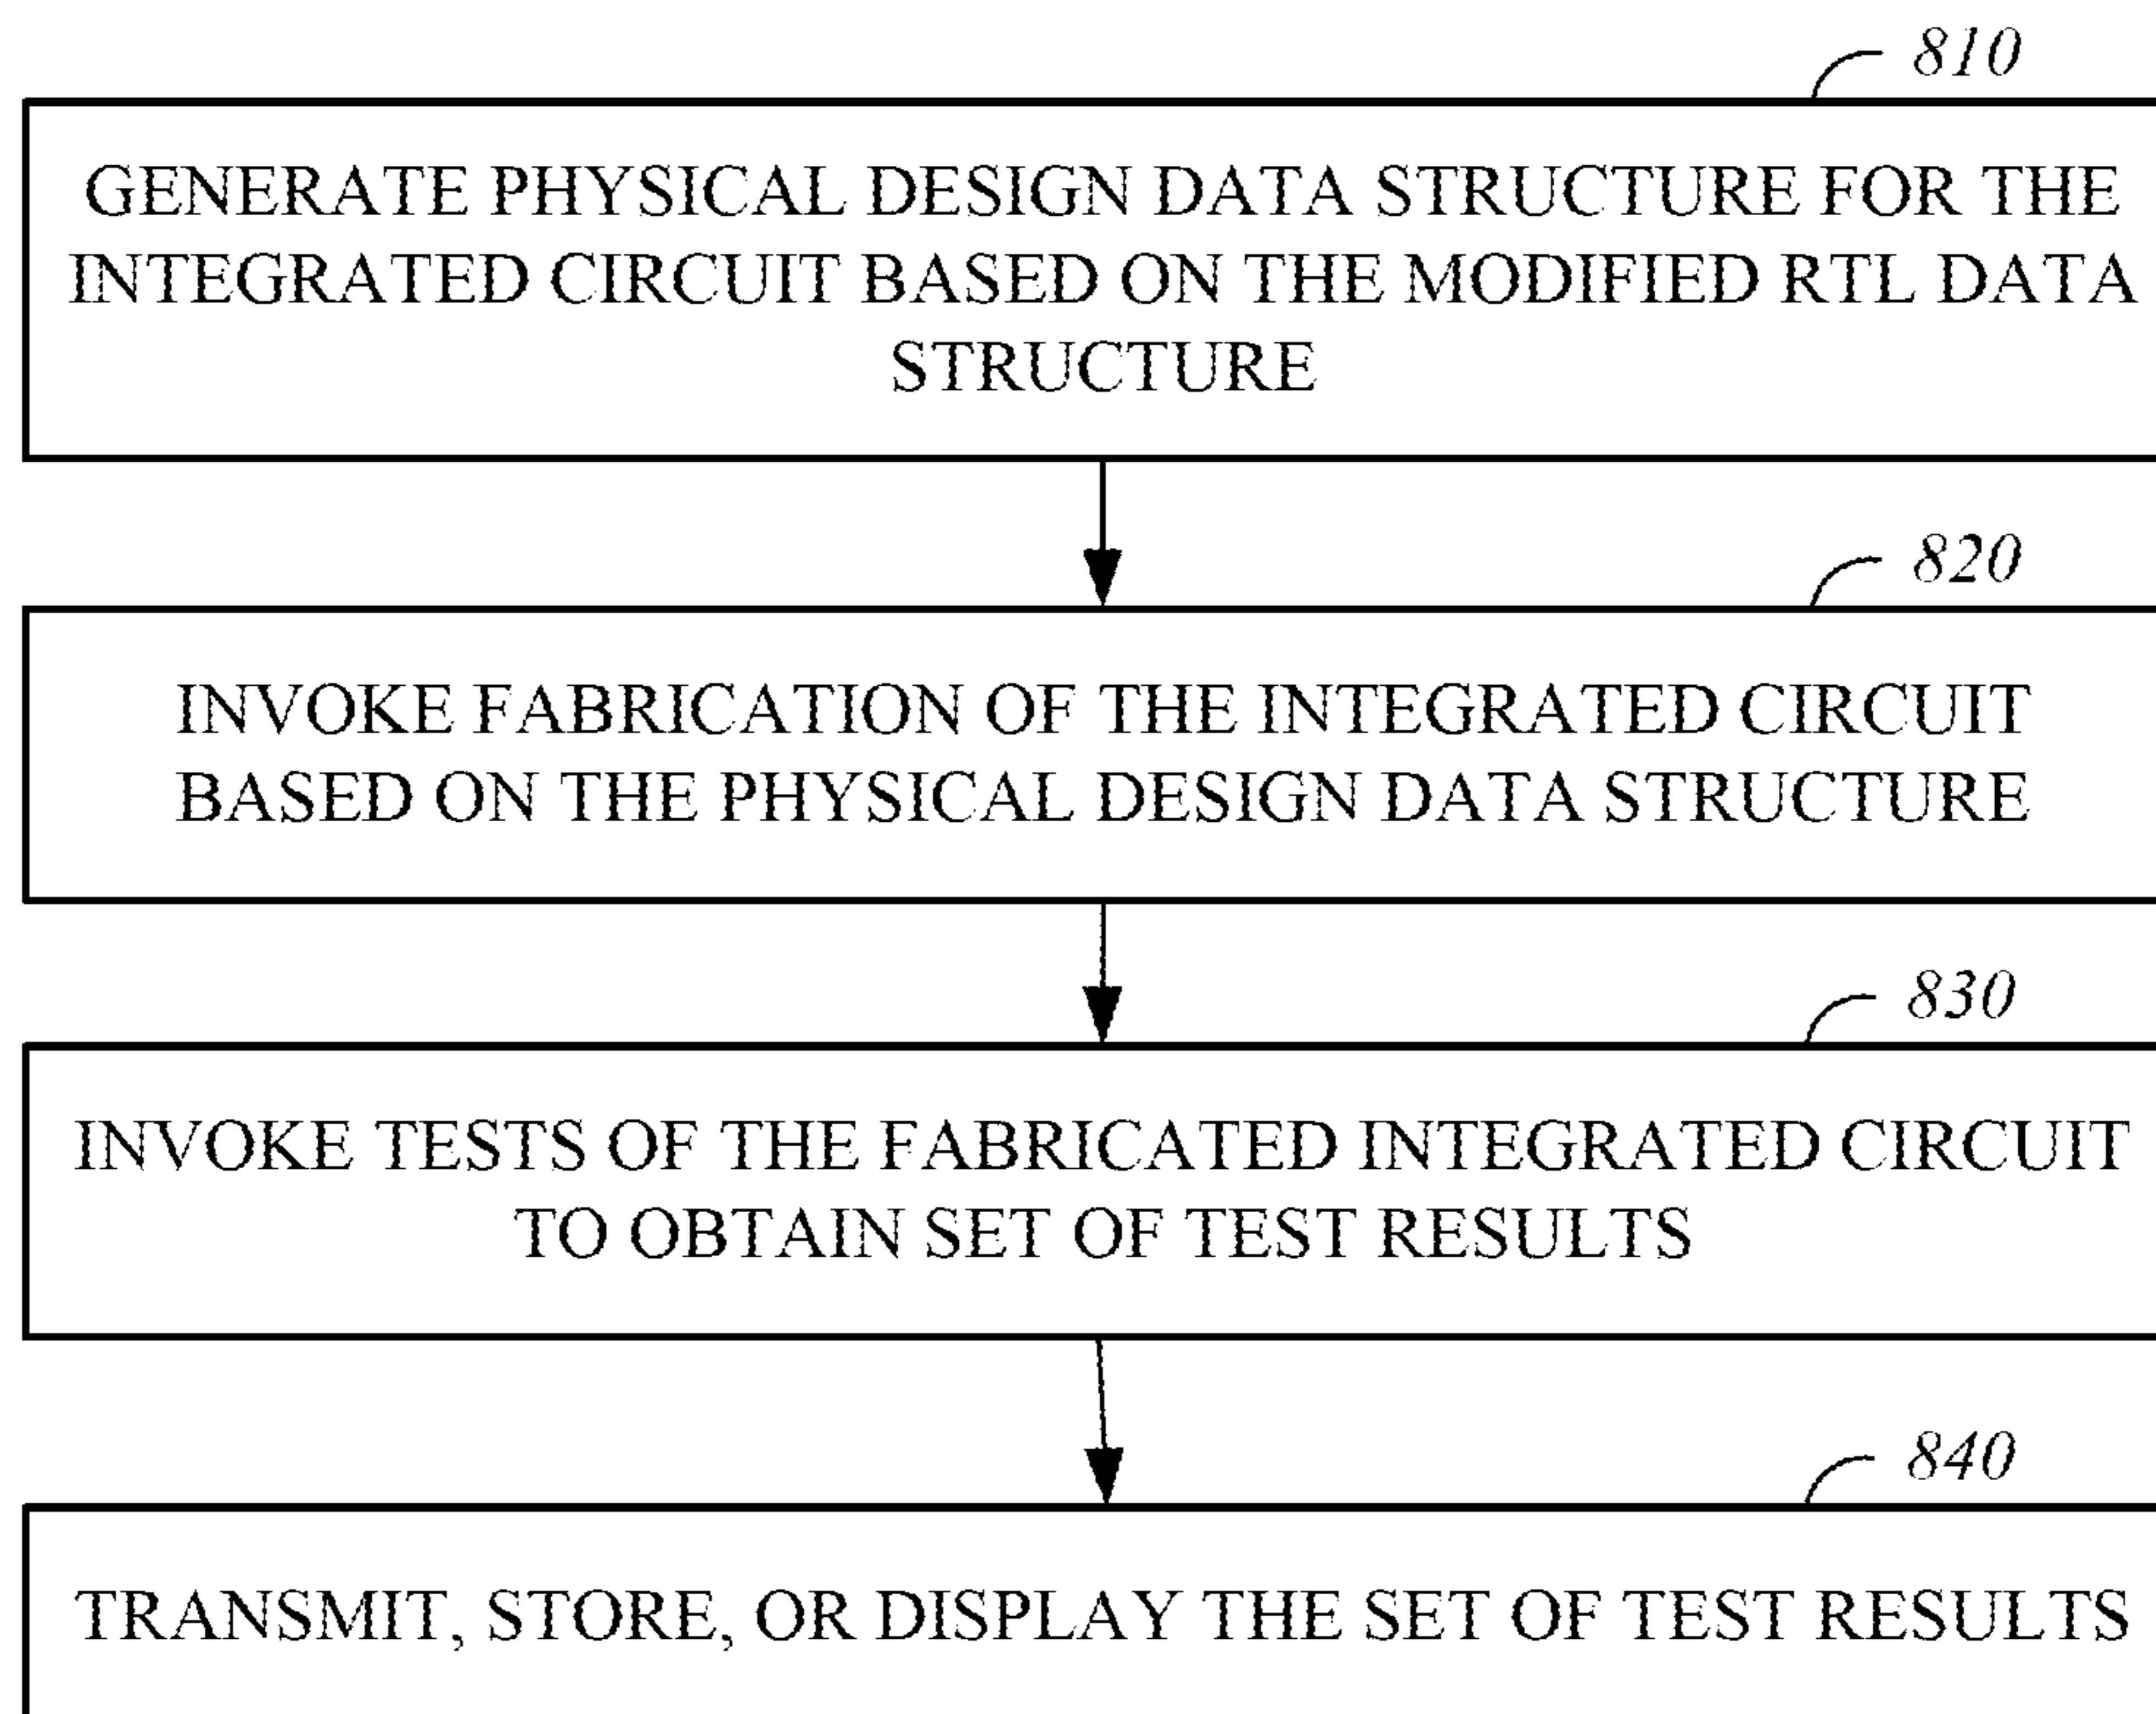 810
GENERATE PHYSICAL DESIGN DATA STRUCTURE FOR THE
INTEGRATED CIRCUIT BASED ON THE MODIFIED RTL DATA
STRUCTURE
820
INVOKE FABRICATION OF THE INTEGRATED CIRCUIT
BASED ON THE PHYSICAL DESIGN DATA STRUCTURE
830
INVOKE TESTS OF THE FABRICATED INTEGRATED CIRCUIT
TO OBTAIN SET OF TEST RESULTS
840
TRANSMIT, STORE, OR DISPLAY THE SET OF TEST RESULTS